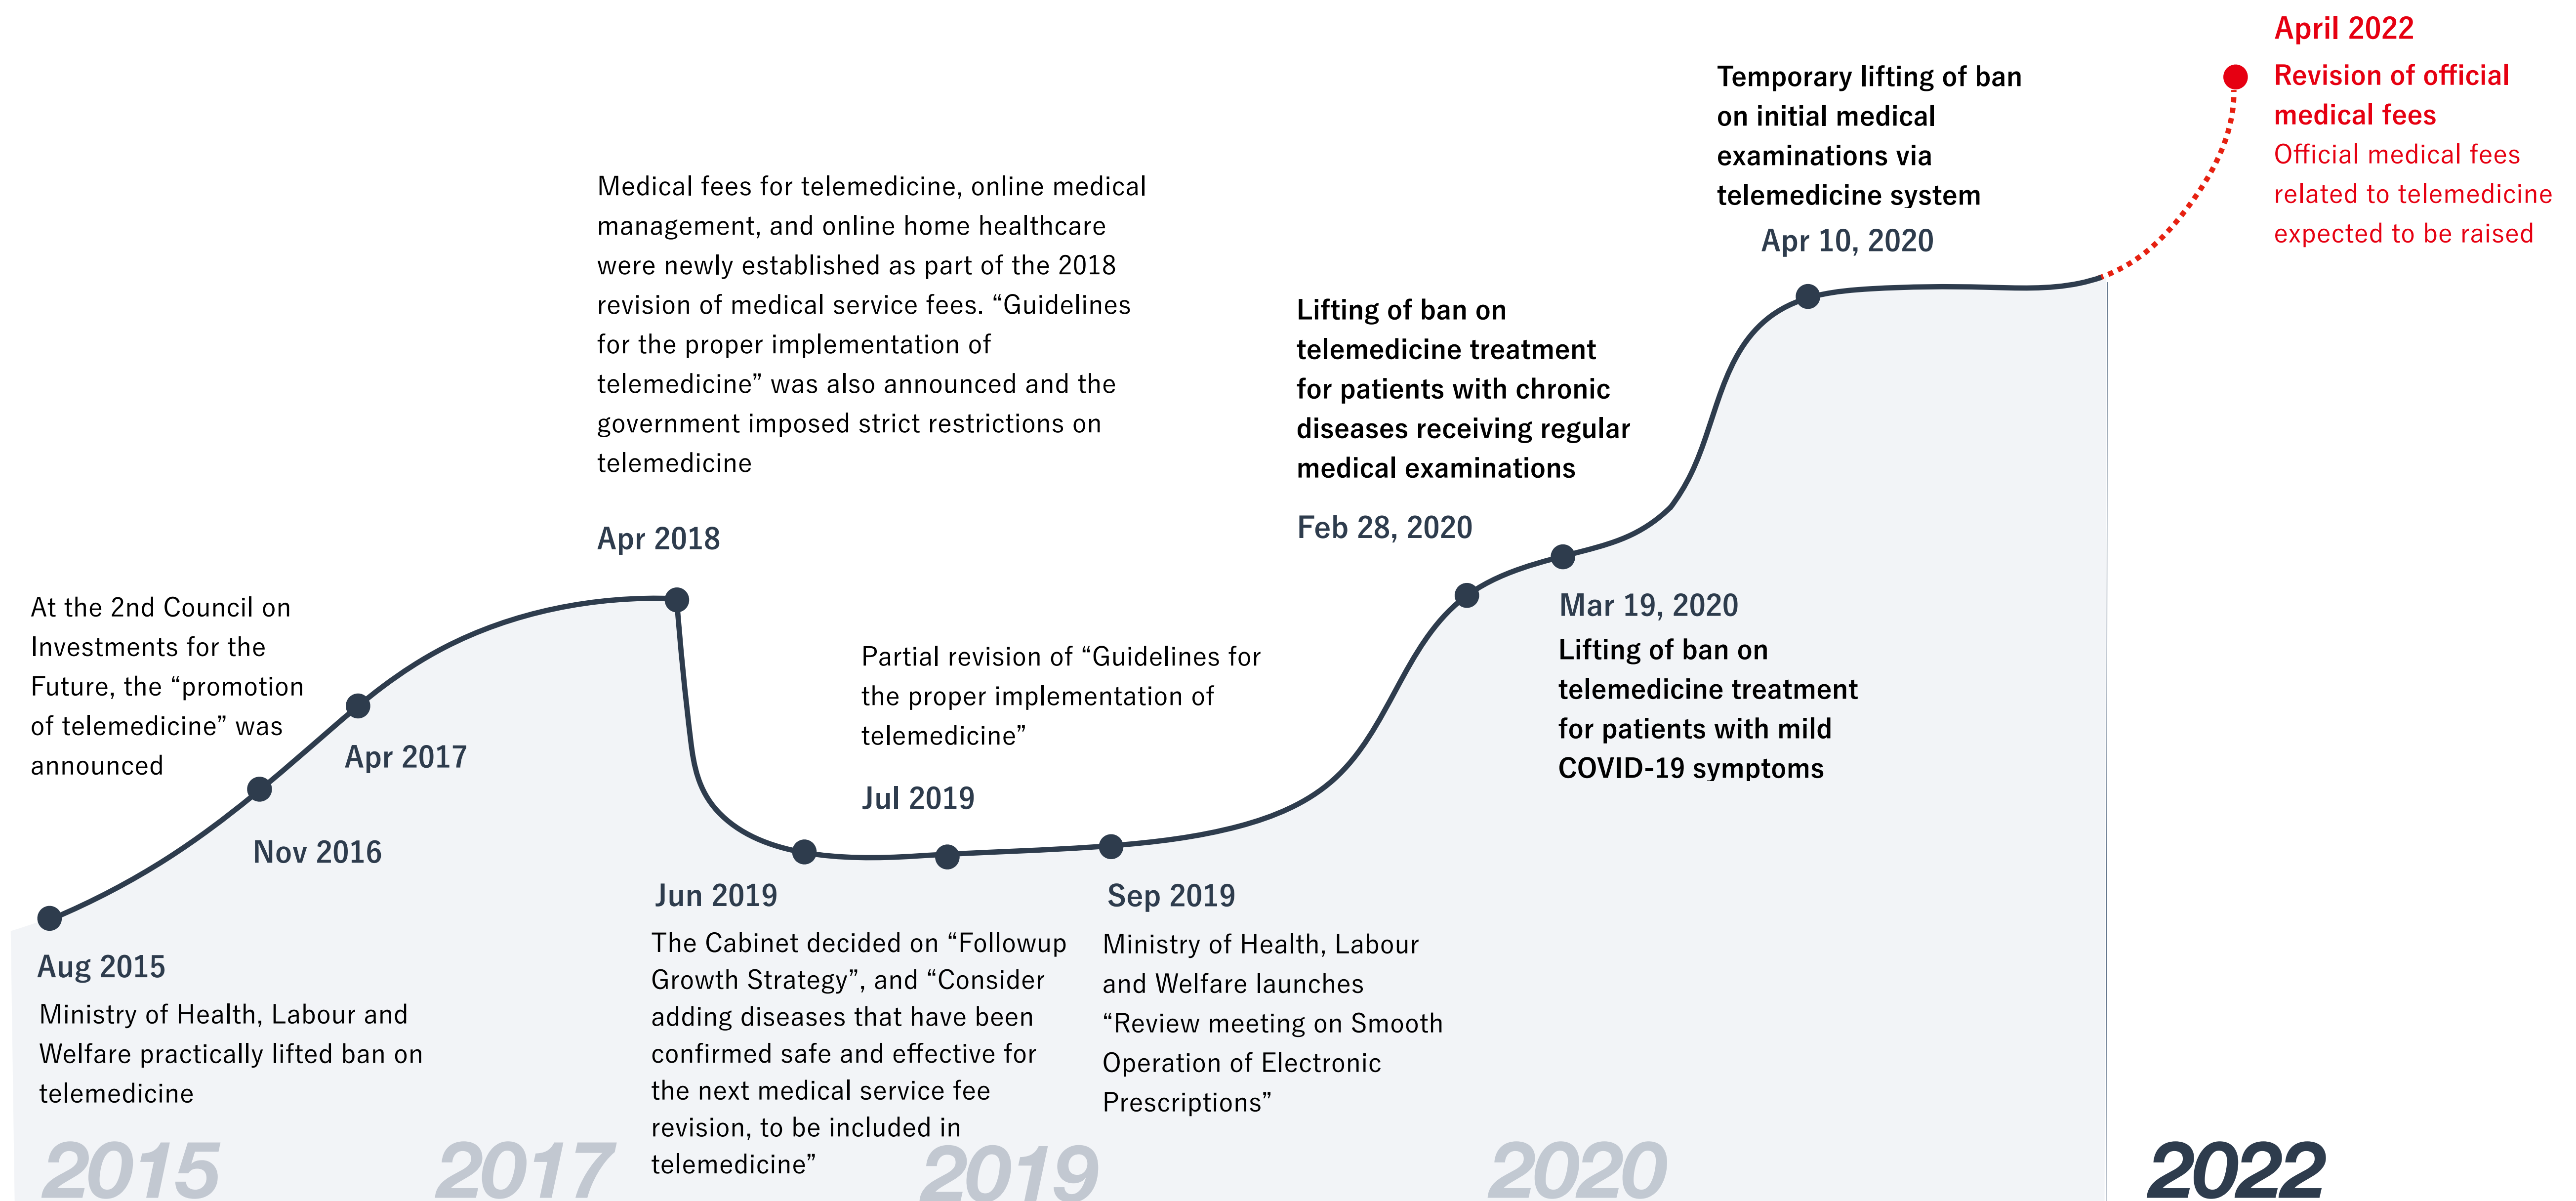 April 2022
Revision of official
medical fees
Official medical fees
related to telemedicine
expected to be raised
Temporary lifting of ban
on initial medical
examinations via
telemedicine system
Apr 10, 2020
Medical fees for telemedicine, online medical
management, and online home healthcare
were newly established as part of the 2018
revision of medical service fees. “Guidelines
for the proper implementation of
telemedicine” was also announced and the
government imposed strict restrictions on
telemedicine
Apr 2018
Lifting of ban on
telemedicine treatment
for patients with chronic
diseases receiving regular
medical examinations
Feb 28, 2020
Mar 19, 2020
Lifting of ban on
telemedicine treatment
for patients with mild
COVID-19 symptoms
At the 2nd Council on
Investments for the
Future, the “promotion
of telemedicine” was
announced
Apr 2017
Nov 2016
Partial revision of “Guidelines for
the proper implementation of
telemedicine”
Jul 2019
Aug 2015
Ministry of Health, Labour and
Welfare practically lifted ban on
telemedicine
Jun 2019
The Cabinet decided on “Followup
Growth Strategy”, and “Consider
adding diseases that have been
confirmed safe and effective for
the next medical service fee
revision, to be included in
telemedicine”
Sep 2019
Ministry of Health, Labour
and Welfare launches
“Review meeting on Smooth
Operation of Electronic
Prescriptions”
2015
2017
2019
2020
2022